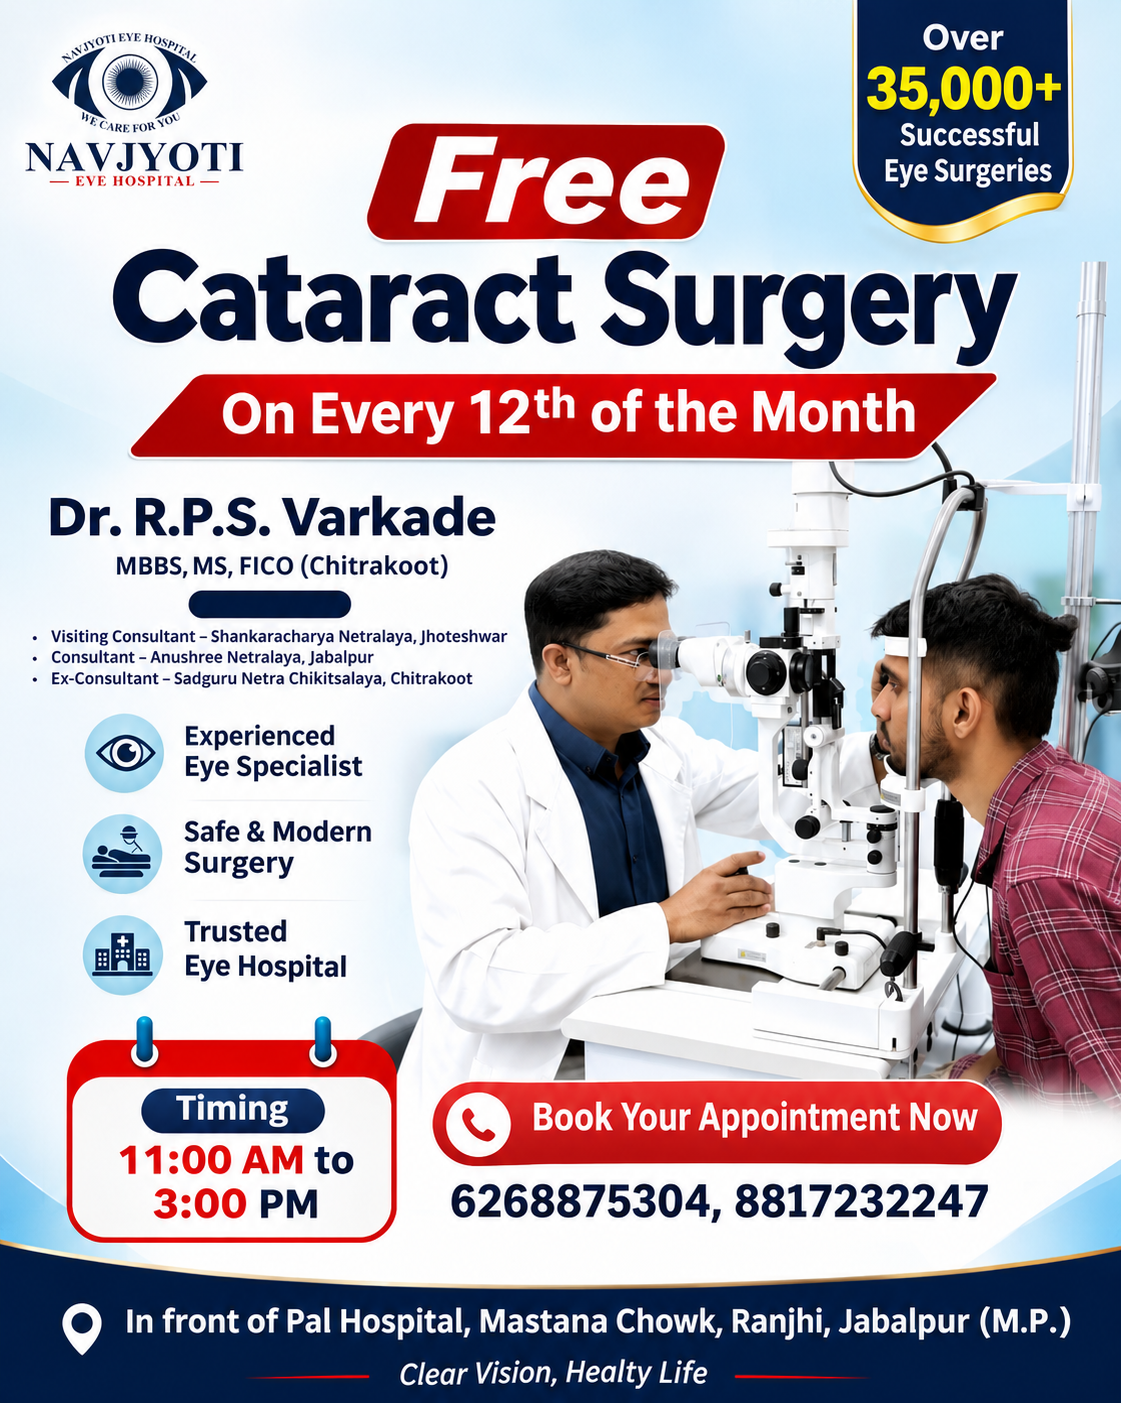 NAVJYOTI EYE HOSPITAL
WE CARE FOR YOU
NAVJYOTI
EYE HOSPITAL
Over
35,000+
Successful
Eye Surgeries
Free
Cataract Surgery
On Every 12th of the Month
Dr. R.P.S. Varkade
MBBS, MS, FICO (Chitrakoot)
• Visiting Consultant – Shankaracharya Netralaya, Jhoteshwar
• Consultant – Anushree Netralaya, Jabalpur
• Ex-Consultant – Sadguru Netra Chikitsalaya, Chitrakoot
Experienced
Eye Specialist
Safe & Modern
Surgery
Trusted
Eye Hospital
Timing
11:00 AM to
3:00 PM
Book Your Appointment Now
6268875304, 8817232247
In front of Pal Hospital, Mastana Chowk, Ranjhi, Jabalpur (M.P.)
Clear Vision, Healty Life